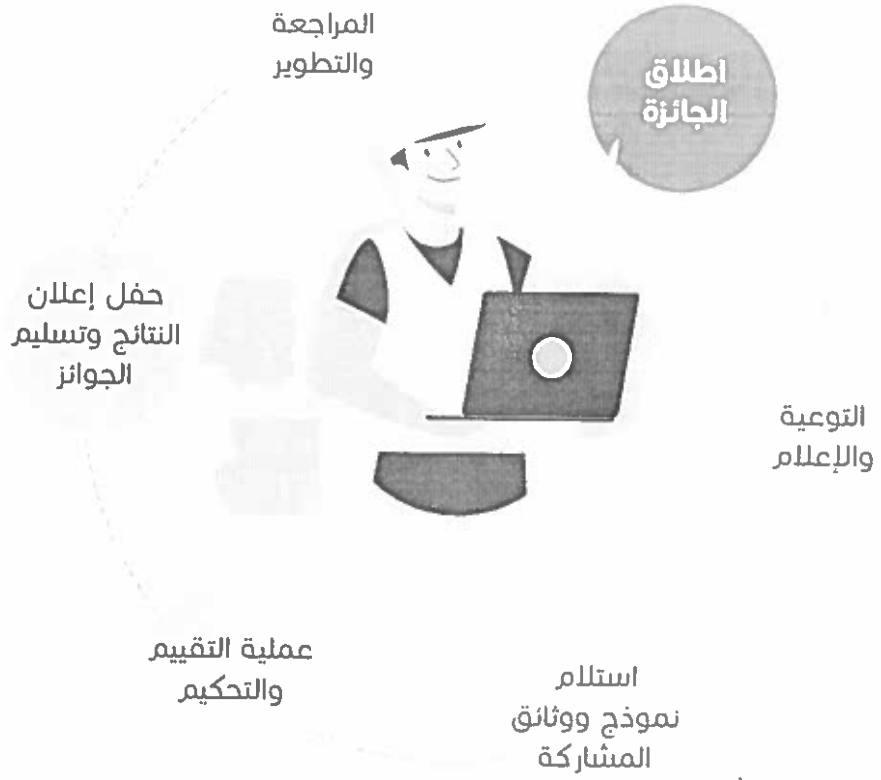 اطلاق
الجائزة
التوعية
والإعلام
استلام
نموذج ووثائق
المشاركة
عملية التقييم
والتحكيم
حفل إعلان
النتائج وتسليم
الجوائز
المراجعة
والتطوير